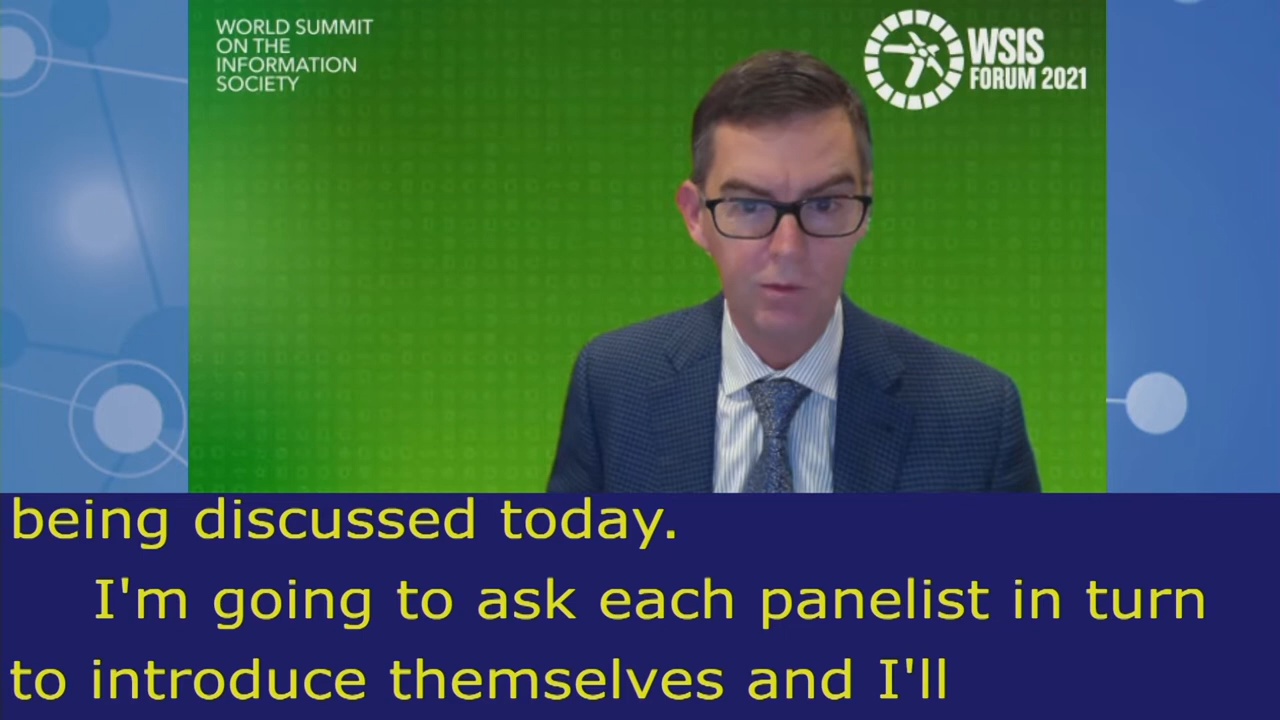 WORLD SUMMIT
ON THE
INFORMATION
SOCIETY
WSIS
FORUM 2021
being discussed today.
I'm going to ask each panelist in turn
to introduce themselves and I'll